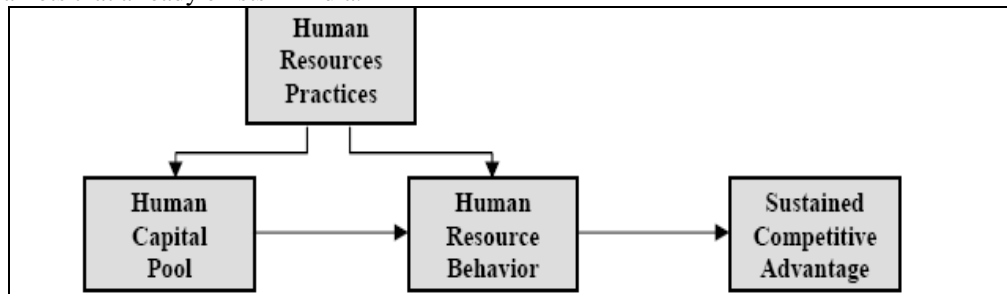 Human
Resources
Practices
Human
Capital
Pool
Human
Resource
Behavior
Sustained
Competitive
Advantage